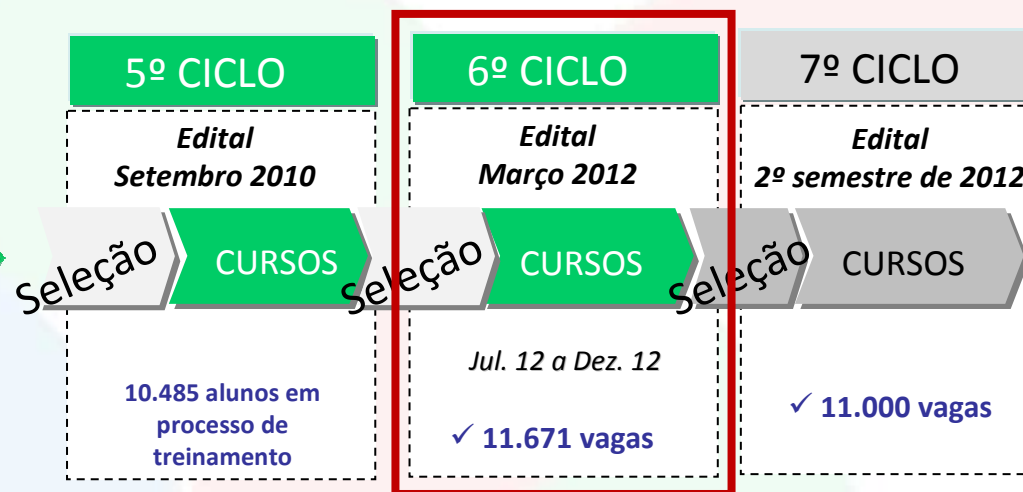 5º CICLO
Edital
Setembro 2010
Seleção
CURSOS
10.485 alunos em
processo de
treinamento
6º CICLO
Edital
Março 2012
Seleção
CURSOS
Jul. 12 a Dez. 12
✓ 11.671 vagas
7º CICLO
Edital
2º semestre de 2012
Seleção
CURSOS
✓ 11.000 vagas